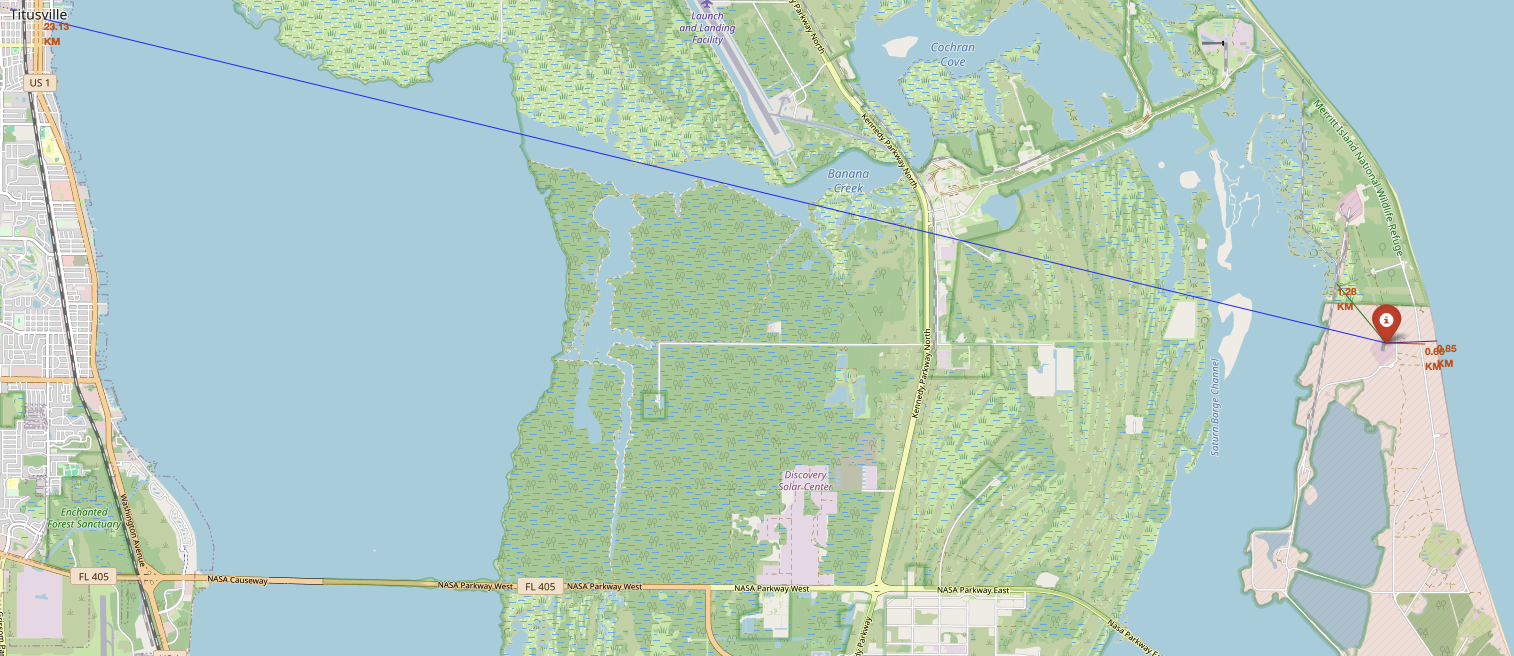 Titusville
23.13
KM
US 1
Launch
and Landing
Facility
Kennedy Parkway North
Cochran
Cove
Merritt Island National Wildlife Refuge
Kennedy Parkway North
Banana
Creek
1.28
KM
0.85
KM
KM
Kennedy Parkway North
Saturn Barge Channel
Discovery
Solar Center
Enchanted
Forest Sanctuary
Washington Avenue
FL 405
NASA Causeway
NASA Parkway West
FL 405
NASA Parkway West
NASA Parkway West
NASA Parkway East